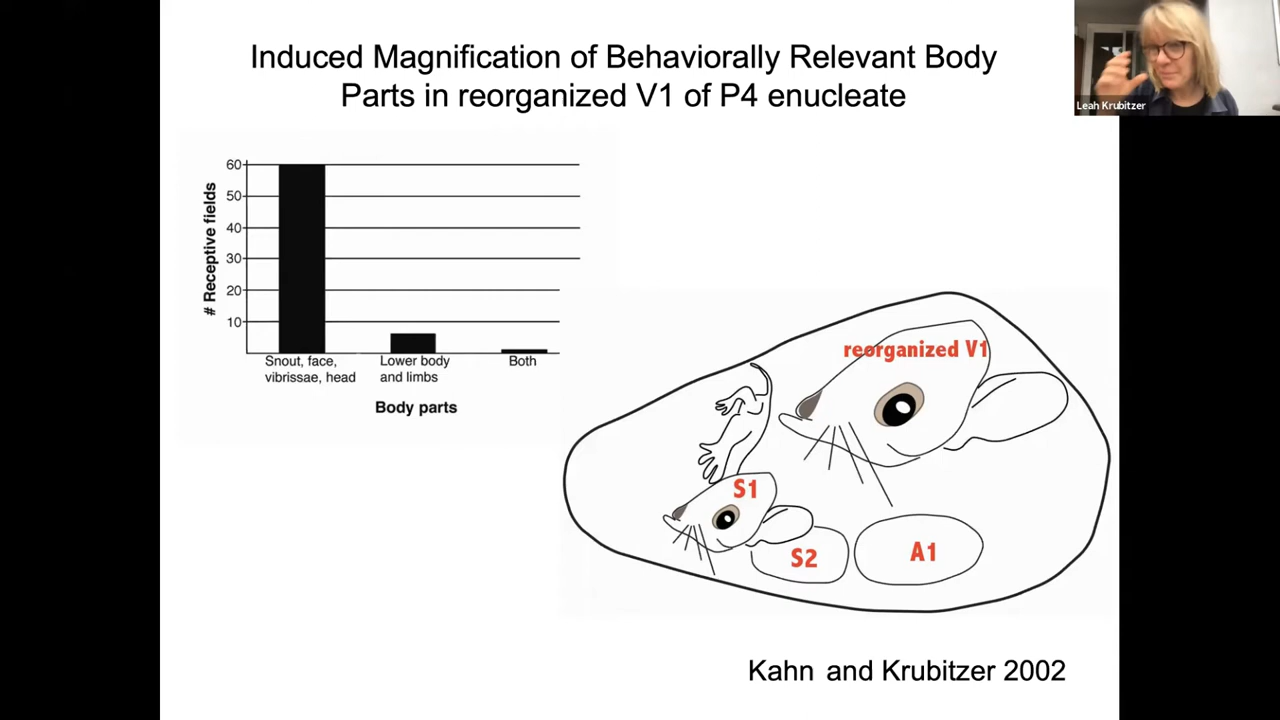 Induced Magnification of Behaviorally Relevant Body
Parts in reorganized V1 of P4 enucleate
Leah Krubitzer
# Receptive fields
60
50
40
30
20
10
Snout, face,
vibrissae, head
Lower body
and limbs
Both
Body parts
reorganized V1
S1
S2
A1
Kahn and Krubitzer 2002